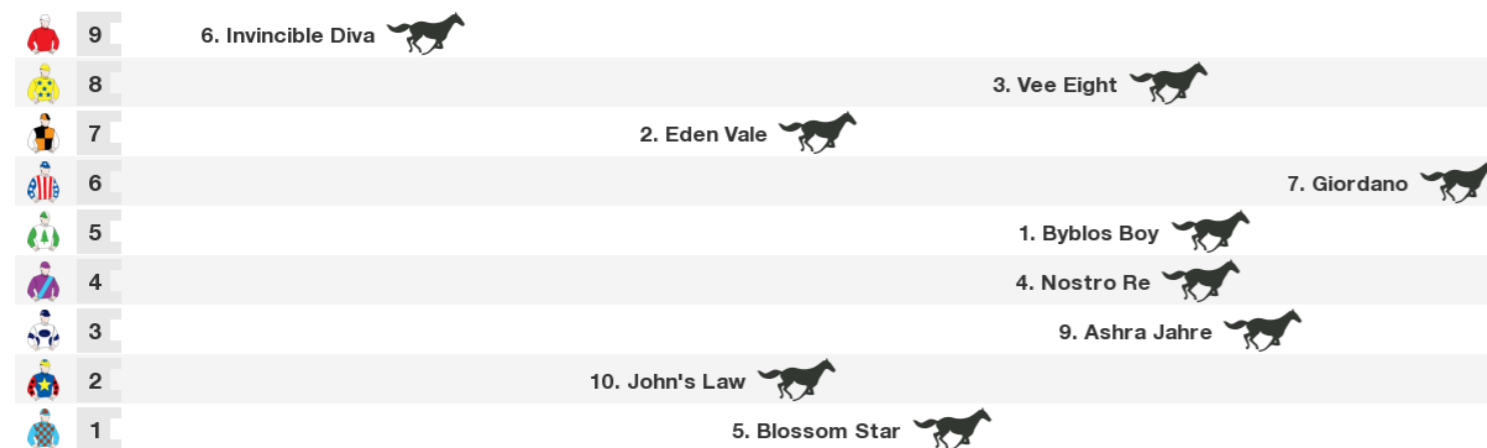 9 6. Invincible Diva
8 3. Vee Eight
7 2. Eden Vale
6 7. Giordano
5 1. Byblos Boy
4 4. Nostro Re
3 9. Ashra Jahre
2 10. John's Law
1 5. Blossom Star